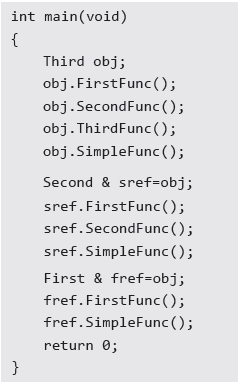 int main(void)
{
    Third obj;
    obj.FirstFunc();
    obj.SecondFunc();
    obj.ThirdFunc();
    obj.SimpleFunc();
    Second & sref=obj;
    sref.FirstFunc();
    sref.SecondFunc();
    sref.SimpleFunc();
    First & fref=obj;
    fref.FirstFunc();
    fref.SimpleFunc();
    return 0;
}